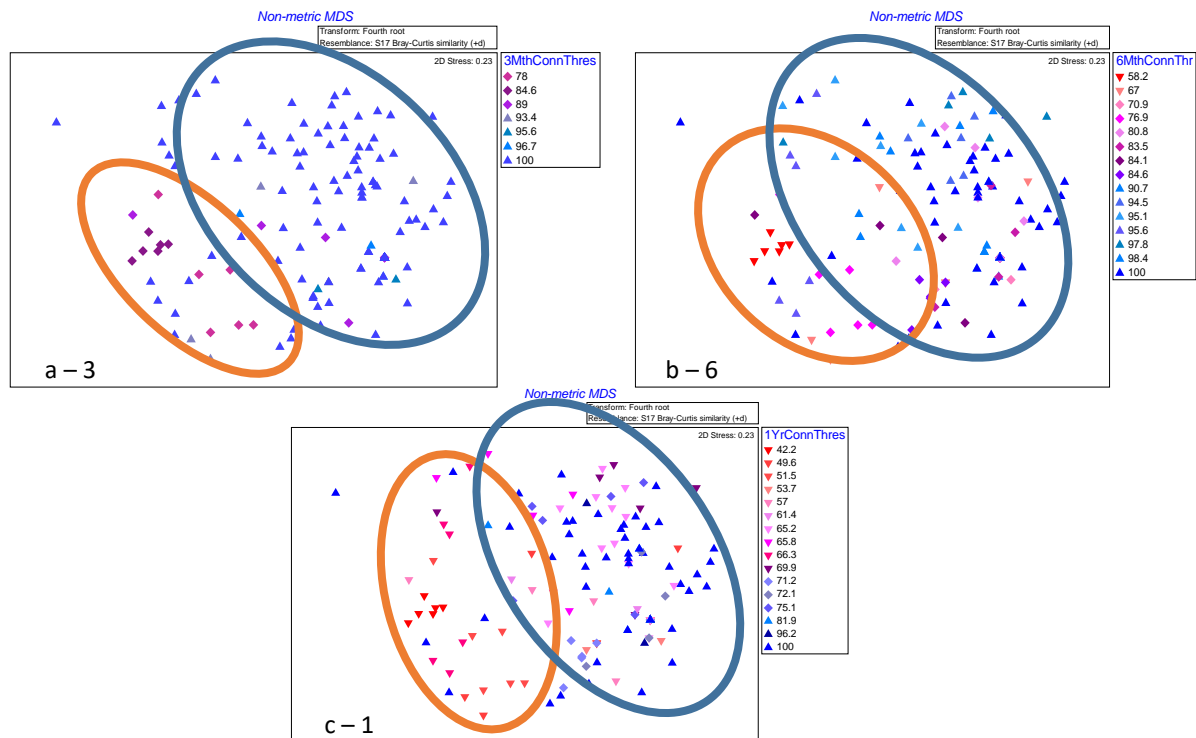 Non-metric MDS
Transform: Fourth root
Resemblance: S17 Bray-Curtis similarity (+d)
2D Stress: 0.23
3MthConnThres
78
84.6
89
93.4
95.6
96.7
100
a – 3
Non-metric MDS
Transform: Fourth root
Resemblance: S17 Bray-Curtis similarity (+d)
2D Stress: 0.23
6MthConnThr
58.2
67
70.9
76.9
80.8
83.5
84.1
84.6
90.7
94.5
95.1
95.6
97.8
98.4
100
b – 6
Non-metric MDS
Transform: Fourth root
Resemblance: S17 Bray-Curtis similarity (+d)
2D Stress: 0.23
1YrConnThres
42.2
49.6
51.5
53.7
57
61.4
65.2
65.8
66.3
69.9
71.2
72.1
75.1
81.9
96.2
100
c – 1